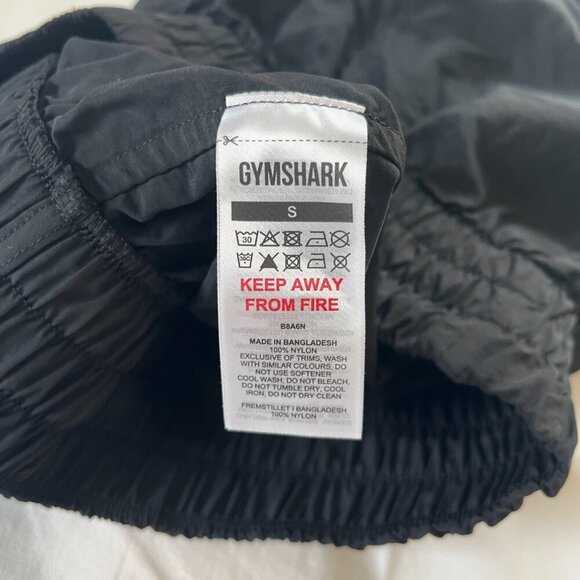 GYMSHARK
S
30
KEEP AWAY
FROM FIRE
B8A6N
MADE IN BANGLADESH
100% NYLON
EXCLUSIVE OF TRIMS, WASH
WITH SIMILAR COLOURS, DO
NOT USE SOFTENER
COOL WASH, DO NOT BLEACH,
DO NOT TUMBLE DRY, COOL
IRON, DO NOT DRY CLEAN
FREMSTILLET I BANGLADESH
100% NYLON